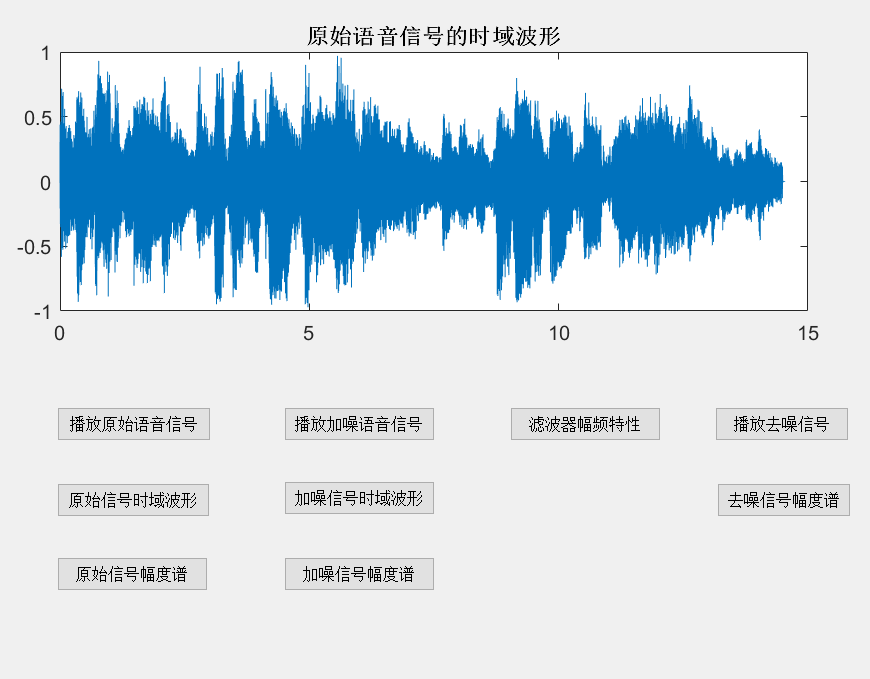 原始语音信号的时域波形
1
0.5
0
-0.5
-1
0 5 10 15
播放原始语音信号 播放加噪语音信号 滤波器幅频特性 播放去噪信号
原始信号时域波形 加噪信号时域波形 去噪信号幅度谱
原始信号幅度谱 加噪信号幅度谱